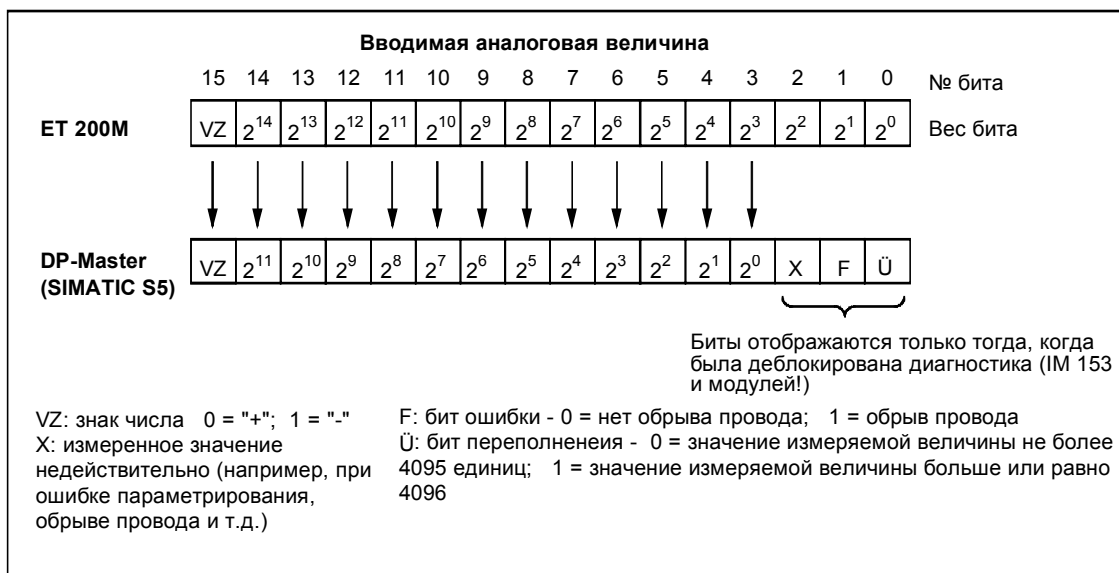 Вводимая аналоговая величина
15 14 13 12 11 10 9 8 7 6 5 4 3 2 1 0 № бита
ET 200M VZ 2^14 2^13 2^12 2^11 2^10 2^9 2^8 2^7 2^6 2^5 2^4 2^3 2^2 2^1 2^0 Вес бита
DP-Master
(SIMATIC S5) VZ 2^11 2^10 2^9 2^8 2^7 2^6 2^5 2^4 2^3 2^2 2^1 2^0 X F Ü
Биты отображаются только тогда, когда
была деблокирована диагностика (IM 153
и модулей!)
VZ: знак числа 0 = "+"; 1 = "-"
X: измеренное значение
недействительно (например, при
ошибке параметрирования,
обрыве провода и т.д.)
F: бит ошибки - 0 = нет обрыва провода; 1 = обрыв провода
Ü: бит переполненеия - 0 = значение измеряемой величины не более
4095 единиц; 1 = значение измеряемой величины больше или равно
4096